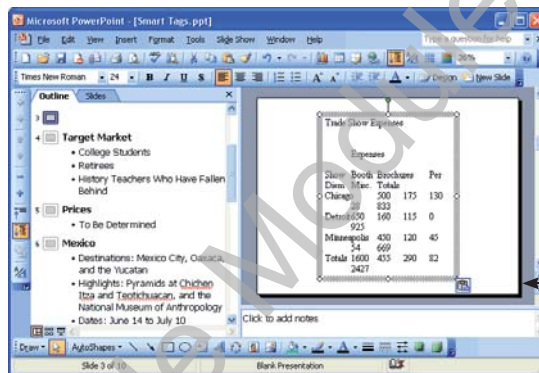 Microsoft PowerPoint - [Smart Tags.ppt]
File Edit View Insert Format Tools Slide Show Window Help Type a question for help
36%
Design New Slide
Times New Roman 24 B I U S
Outline Slides
3
4 Target Market
• College Students
• Retirees
• History Teachers Who Have Fallen
Behind
5 Prices
• To Be Determined
6 Mexico
• Destinations: Mexico City, Oaxaca,
and the Yucatan
• Highlights: Pyramids at Chichen
Itza and Teotichuacan, and the
National Museum of Anthropology
• Dates: June 14 to July 10
Trade Show Expenses
Expenses
Show Booth Brochures Per
Diem Misc. Totals
Chicago 500 175 130
28 833
Detroit 650 160 115 0
925
Minneapolis 450 120 45
54 669
Totals 1600 455 290 82
2427
Click to add notes
Draw AutoShapes
Slide 3 of 10 Blank Presentation
Module